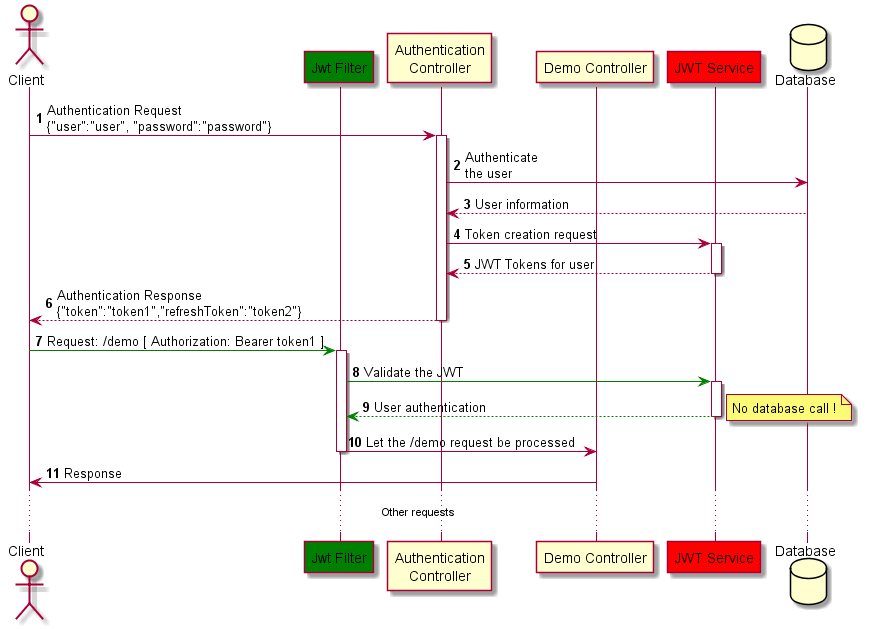 Client
Jwt Filter
Authentication
Controller
Demo Controller
JWT Service
Database
1 Authentication Request
{"user":"user", "password":"password"}
2 Authenticate
the user
3 User information
4 Token creation request
5 JWT Tokens for user
6 Authentication Response
{"token":"token1","refreshToken":"token2"}
7 Request: /demo [ Authorization: Bearer token1 ]
8 Validate the JWT
9 User authentication
No database call !
10 Let the /demo request be processed
11 Response
Other requests
Client
Jwt Filter
Authentication
Controller
Demo Controller
JWT Service
Database